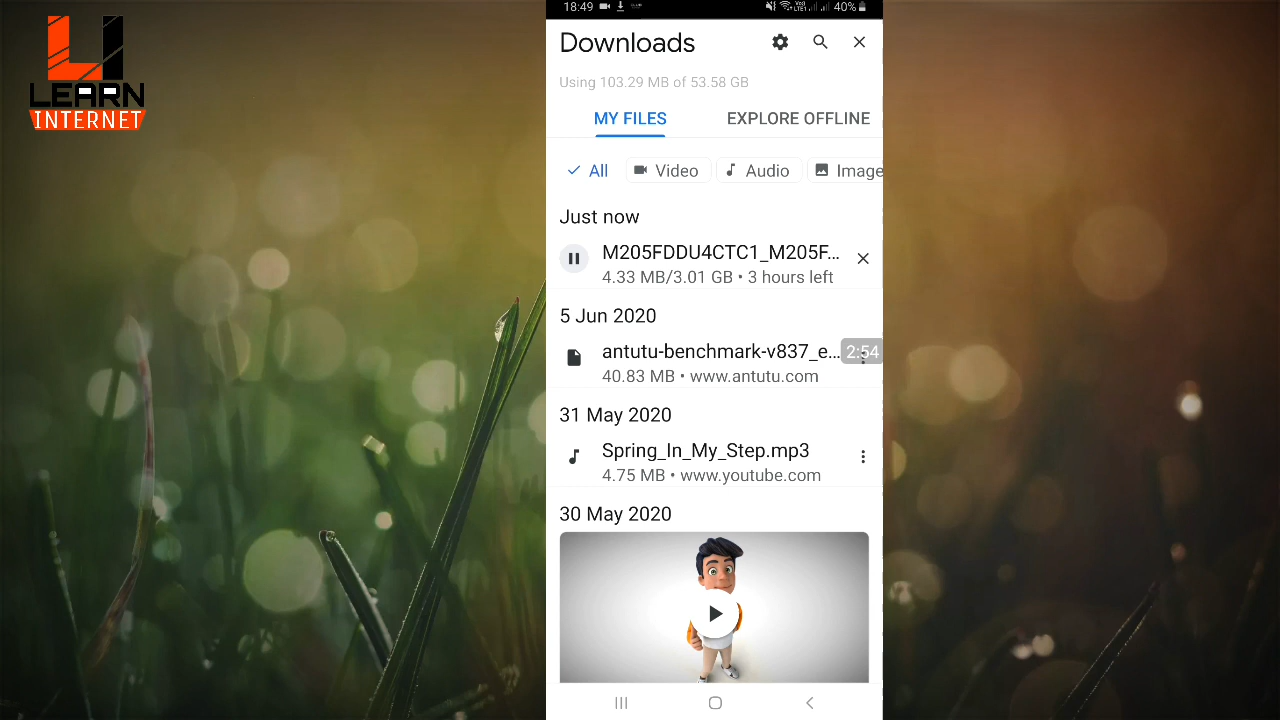 LEARN
INTERNET
18:49
40%
Downloads
Using 103.29 MB of 53.58 GB
MY FILES
EXPLORE OFFLINE
All
Video
Audio
Image
Just now
M205FDDU4CTC1_M205F...
4.33 MB/3.01 GB • 3 hours left
5 Jun 2020
antutu-benchmark-v837_e...
2:54
40.83 MB • www.antutu.com
31 May 2020
Spring_In_My_Step.mp3
4.75 MB • www.youtube.com
30 May 2020